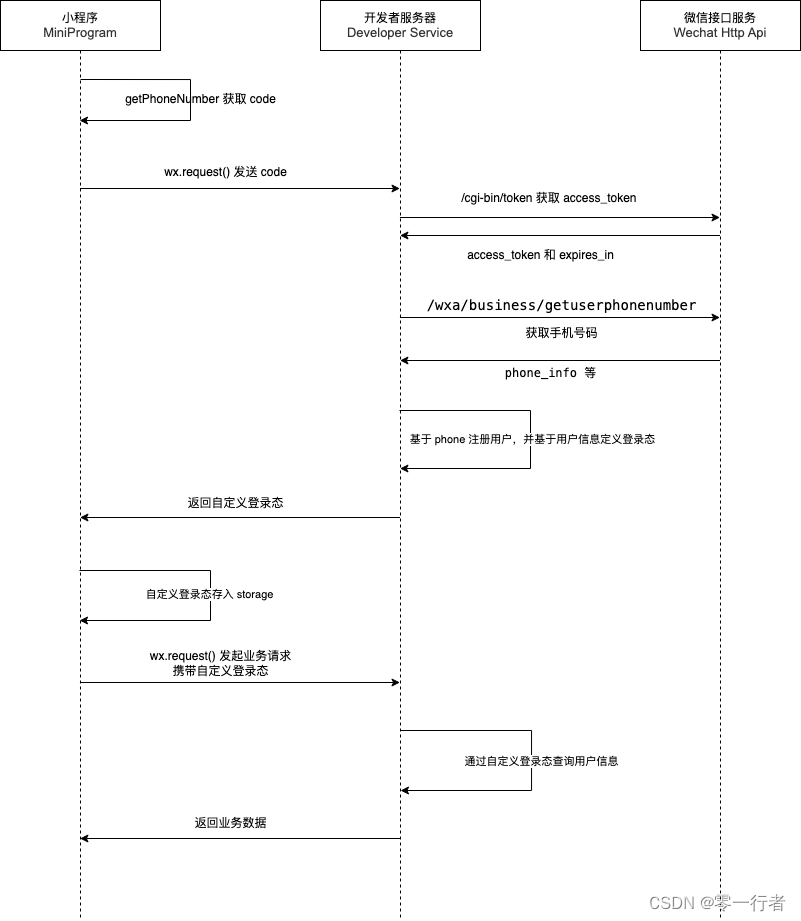 小程序
MiniProgram
开发者服务器
Developer Service
微信接口服务
Wechat Http Api
getPhoneNumber 获取 code
wx.request() 发送 code
/cgi-bin/token 获取 access_token
access_token 和 expires_in
/wxa/business/getuserphonenumber
获取手机号码
phone_info 等
基于 phone 注册用户，并基于用户信息定义登录态
返回自定义登录态
自定义登录态存入 storage
wx.request() 发起业务请求
携带自定义登录态
通过自定义登录态查询用户信息
返回业务数据
CSDN @零一行者